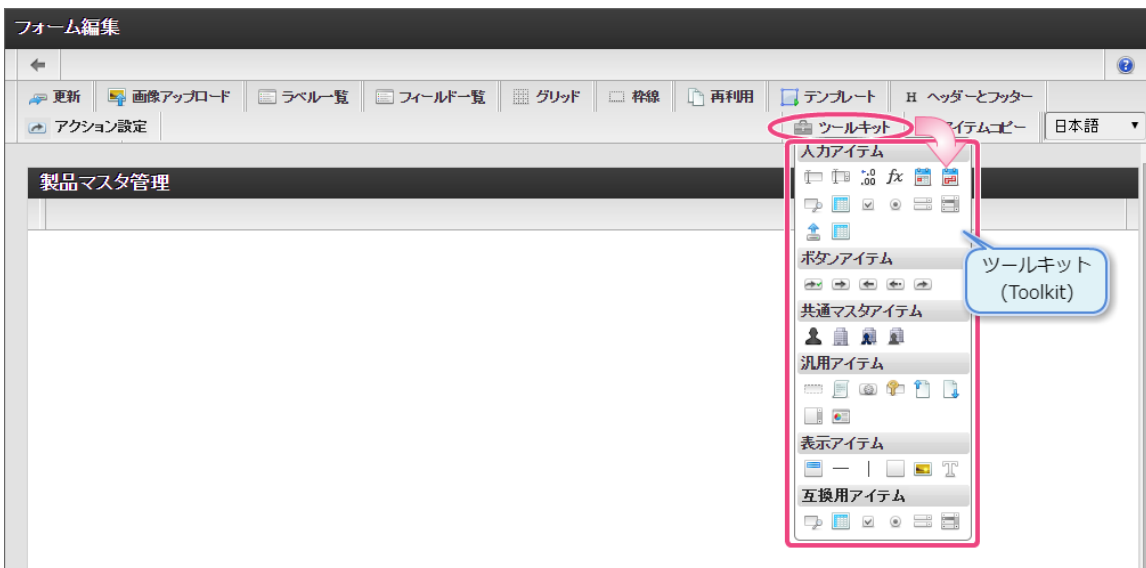 フォーム編集
更新 画像アップロード ラベル一覧 フィールド一覧 グリッド 枠線 再利用 テンプレート H ヘッダーとフッター
アクション設定 ツールキット アイテムコピー 日本語
製品マスタ管理
入力アイテム
fx
ボタンアイテム
共通マスタアイテム
汎用アイテム
表示アイテム
T
互換用アイテム
ツールキット
(Toolkit)